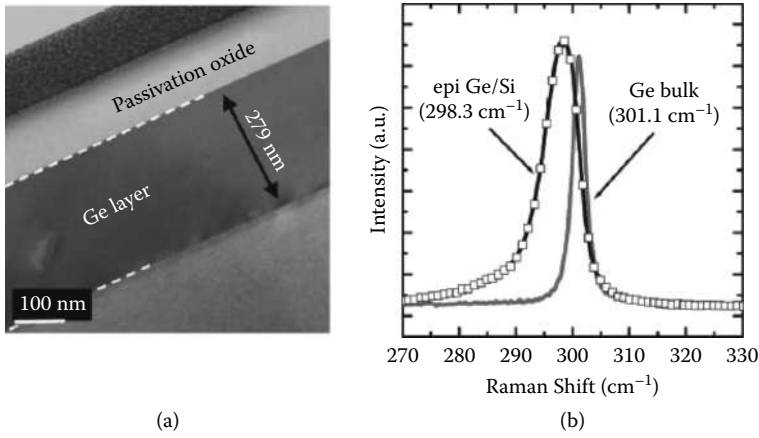 Passivation oxide
279 nm
Ge layer
100 nm
(a)
Intensity (a.u.)
epi Ge/Si
(298.3 cm⁻¹)
Ge bulk
(301.1 cm⁻¹)
270 280 290 300 310 320 330
Raman Shift (cm⁻¹)
(b)